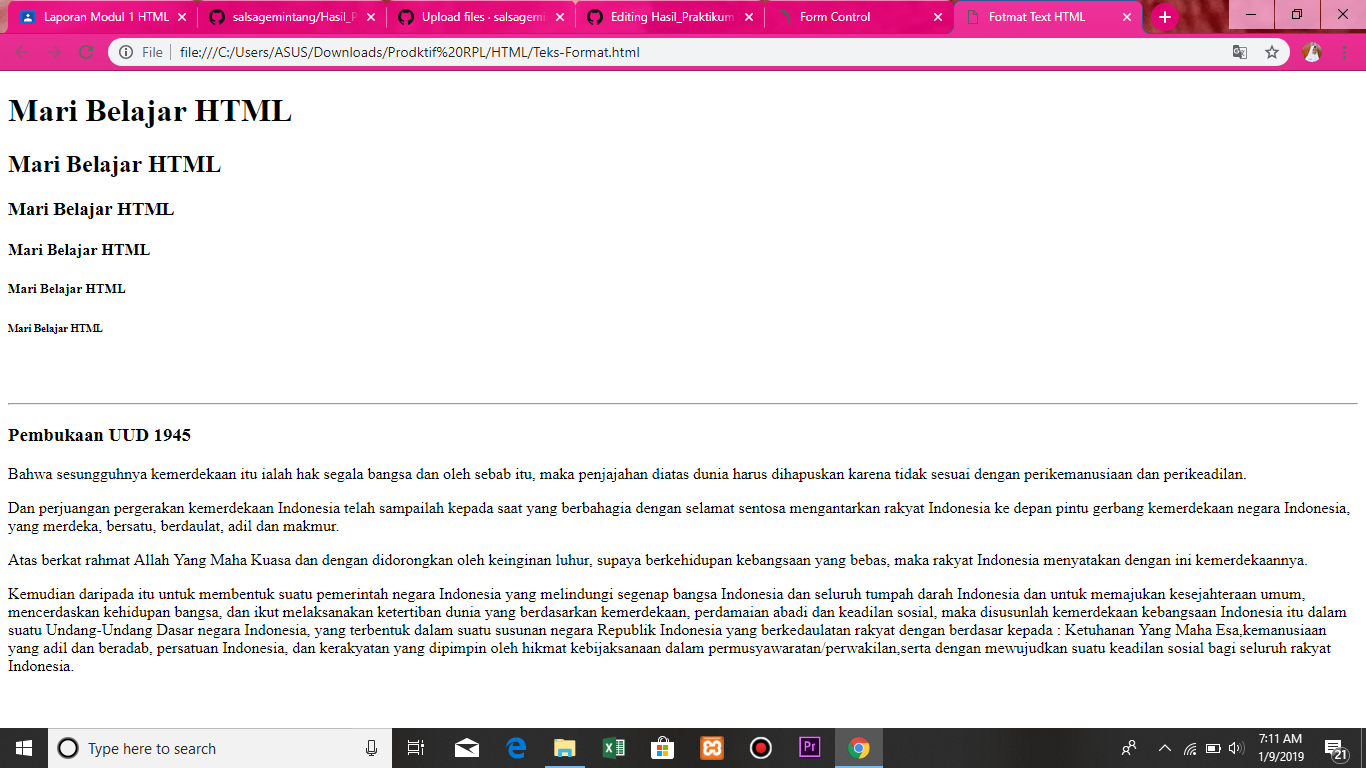 Laporan Modul 1 HTML
salsagemintang/Hasil_P
Upload files · salsagemi
Editing Hasil_Praktikum
Form Control
Fotmat Text HTML
File
file:///C:/Users/ASUS/Downloads/Prodktif%20RPL/HTML/Teks-Format.html
Mari Belajar HTML
Mari Belajar HTML
Mari Belajar HTML
Mari Belajar HTML
Mari Belajar HTML
Mari Belajar HTML
Pembukaan UUD 1945
Bahwa sesungguhnya kemerdekaan itu ialah hak segala bangsa dan oleh sebab itu, maka penjajahan diatas dunia harus dihapuskan karena tidak sesuai dengan perikemanusiaan dan perikeadilan.
Dan perjuangan pergerakan kemerdekaan Indonesia telah sampailah kepada saat yang berbahagia dengan selamat sentosa mengantarkan rakyat Indonesia ke depan pintu gerbang kemerdekaan negara Indonesia,
yang merdeka, bersatu, berdaulat, adil dan makmur.
Atas berkat rahmat Allah Yang Maha Kuasa dan dengan didorongkan oleh keinginan luhur, supaya berkehidupan kebangsaan yang bebas, maka rakyat Indonesia menyatakan dengan ini kemerdekaannya.
Kemudian daripada itu untuk membentuk suatu pemerintah negara Indonesia yang melindungi segenap bangsa Indonesia dan seluruh tumpah darah Indonesia dan untuk memajukan kesejahteraan umum,
mencerdaskan kehidupan bangsa, dan ikut melaksanakan ketertiban dunia yang berdasarkan kemerdekaan, perdamaian abadi dan keadilan sosial, maka disusunlah kemerdekaan kebangsaan Indonesia itu dalam
suatu Undang-Undang Dasar negara Indonesia, yang terbentuk dalam suatu susunan negara Republik Indonesia yang berkedaulatan rakyat dengan berdasar kepada : Ketuhanan Yang Maha Esa,kemanusiaan
yang adil dan beradab, persatuan Indonesia, dan kerakyatan yang dipimpin oleh hikmat kebijaksanaan dalam permusyawaratan/perwakilan,serta dengan mewujudkan suatu keadilan sosial bagi seluruh rakyat
Indonesia.
Type here to search
Pr
7:11 AM
1/9/2019
21